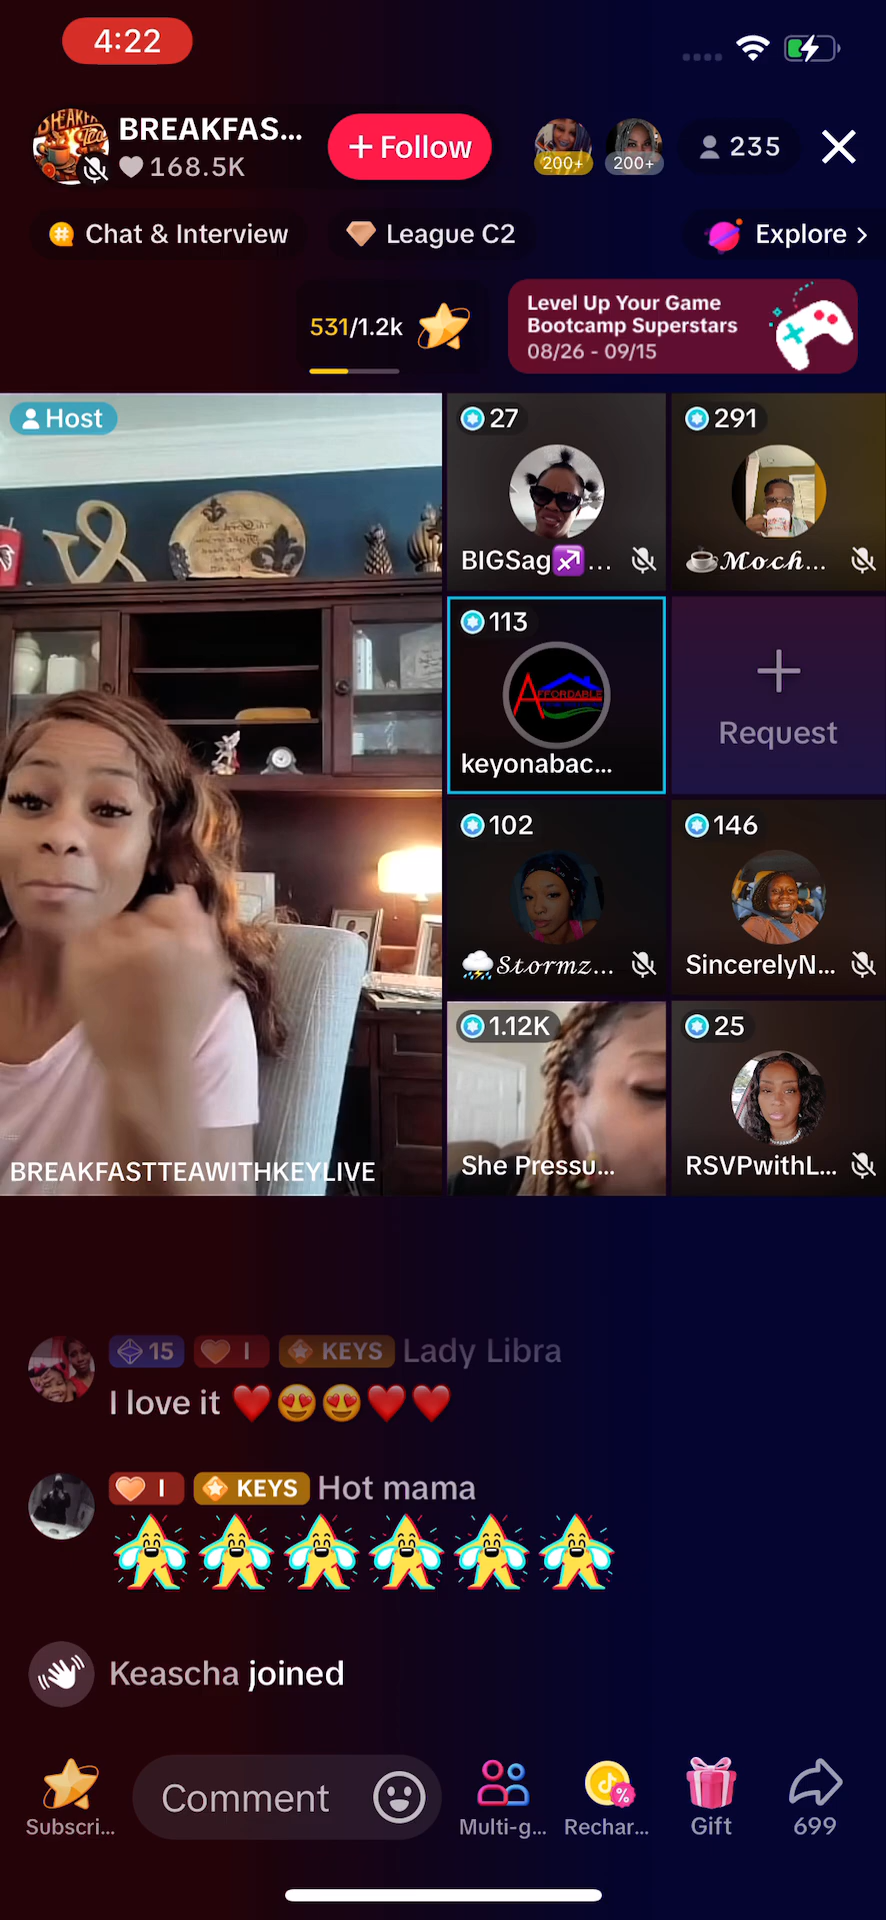 4:22
BREAKFAS...
168.5K
+ Follow
200+
200+
235
Chat & Interview
League C2
Explore >
531/1.2k
Level Up Your Game
Bootcamp Superstars
08/26 - 09/15
Host
27
BIGSag♐...
291
☕𝓜𝓸𝓬𝓱...
113
AFFORDABLE
keyonabac...
Request
102
⛈️𝓢𝓽𝓸𝓻𝓶𝔃...
146
SincerelyN...
1.12K
She Pressu...
25
RSVPwithL...
BREAKFASTTEAWITHKEYLIVE
15 I KEYS Lady Libra
I love it ❤️😍😍❤️❤️
I KEYS Hot mama
Keascha joined
Subscri...
Comment
Multi-g...
Rechar...
Gift
699